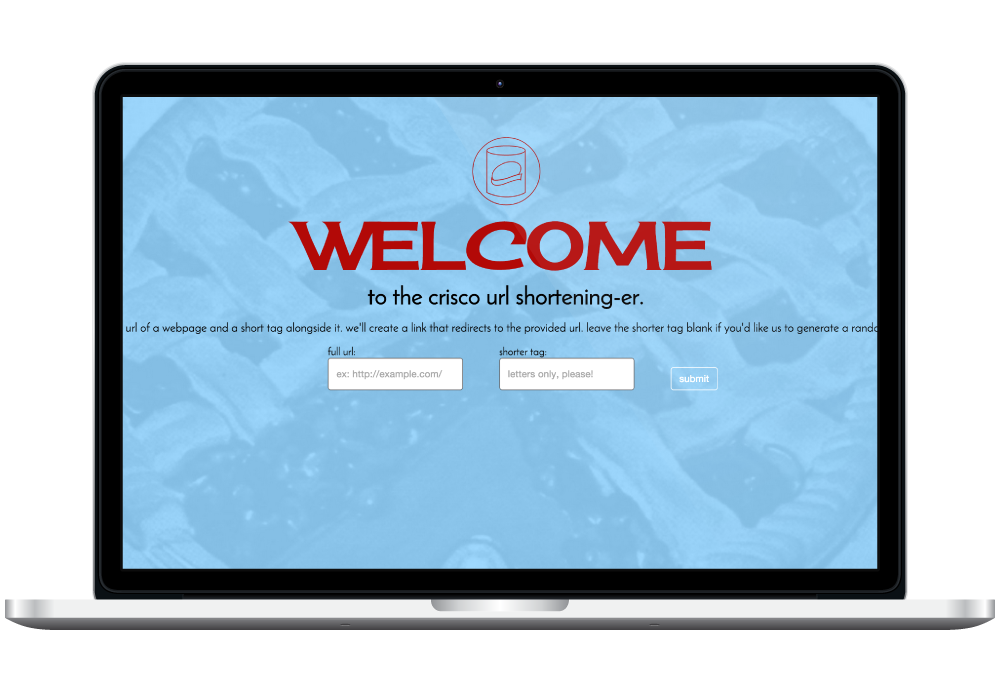 WELCOME
to the crisco url shortening-er.
url of a webpage and a short tag alongside it. we'll create a link that redirects to the provided url. leave the shorter tag blank if you'd like us to generate a
full url:
shorter tag:
ex: http://example.com/
letters only, please!
submit